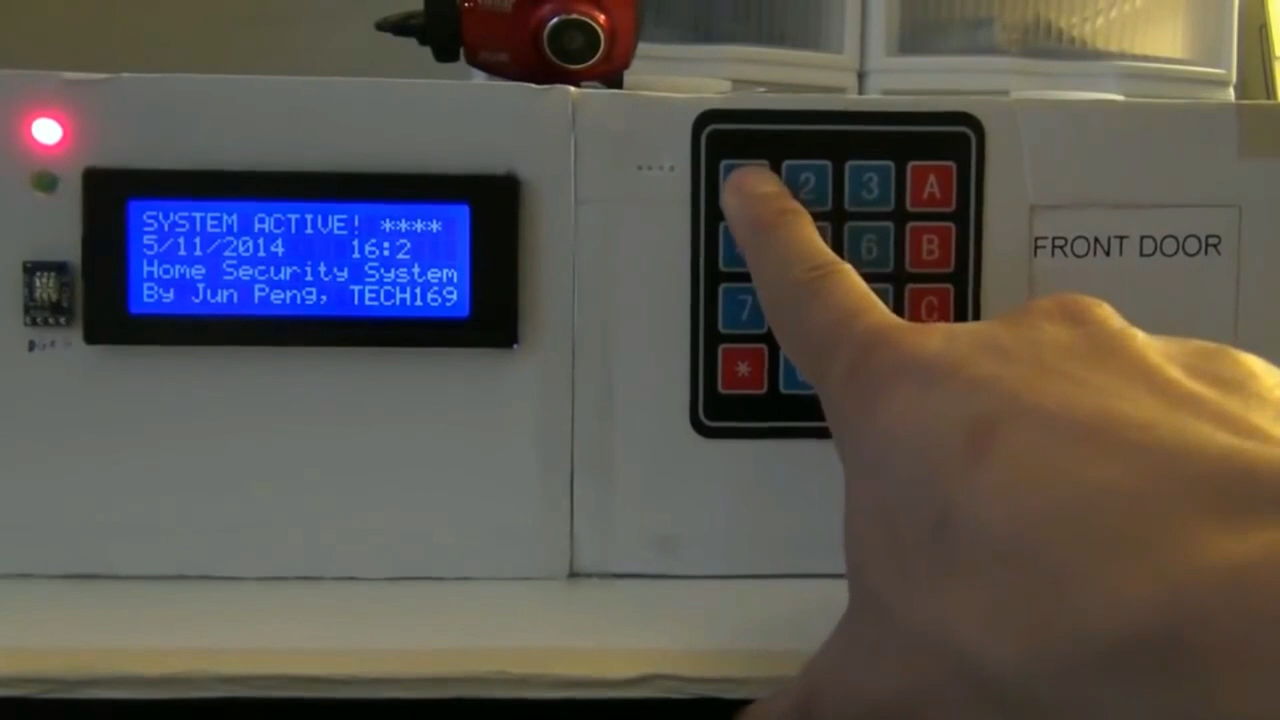 SYSTEM ACTIVE! ****
5/11/2014 16:2
Home Security System
By Jun Peng, TECH169
2 3 A
6 B
7 C
*
FRONT DOOR